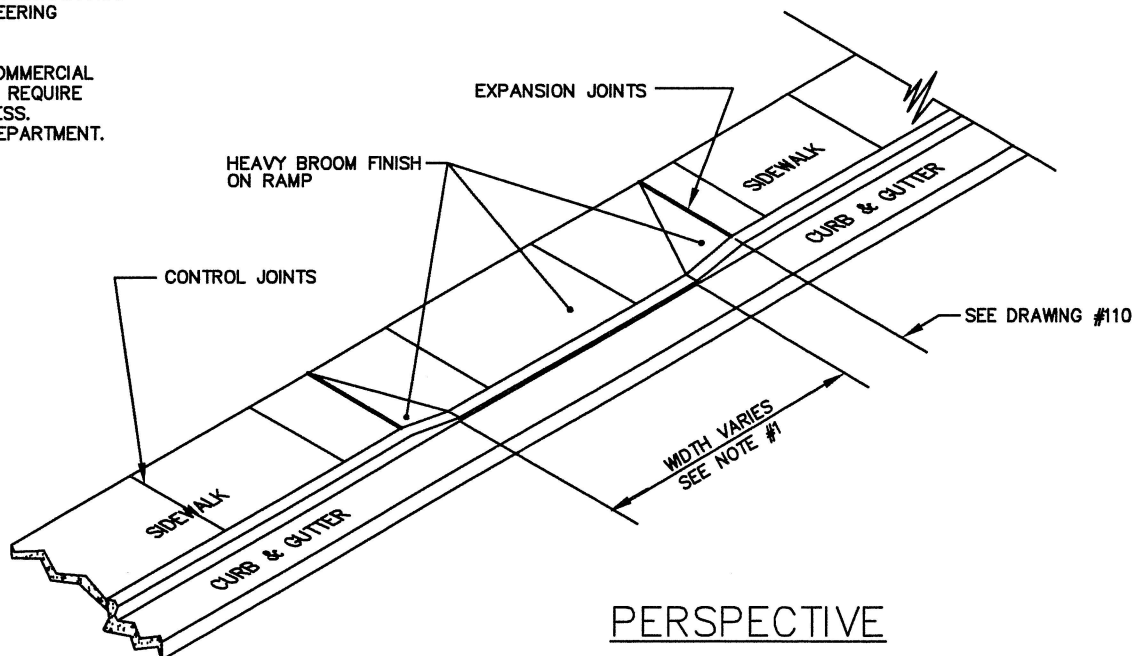 EERING
OMMERCIAL
REQUIRE
ESS.
EPARTMENT.
EXPANSION JOINTS
HEAVY BROOM FINISH
ON RAMP
SIDEWALK
CURB & GUTTER
CONTROL JOINTS
SEE DRAWING #110
WIDTH VARIES
SEE NOTE #1
SIDEWALK
CURB & GUTTER
PERSPECTIVE